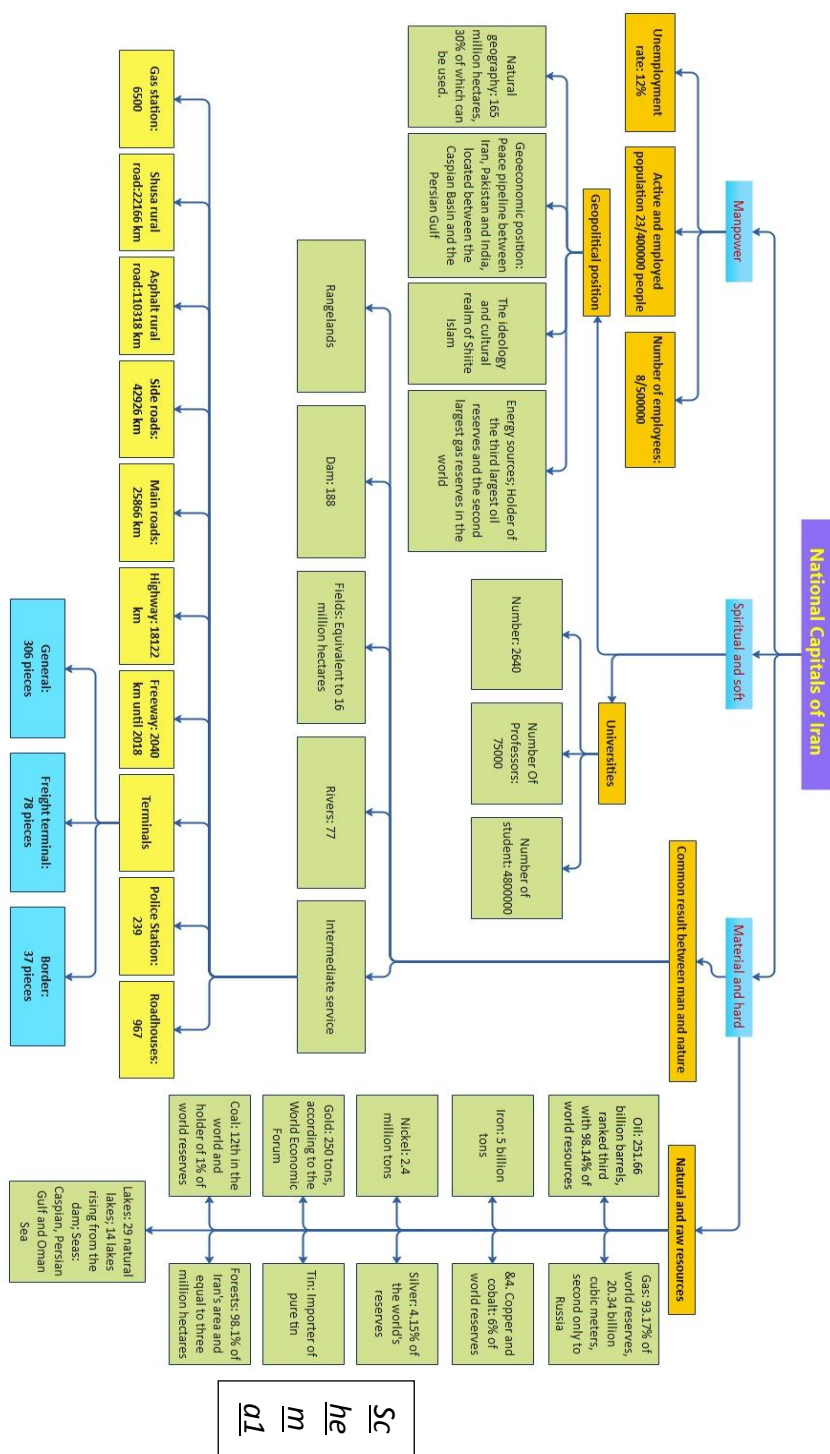 National Capitals of Iran
Manpower
Spiritual and soft
Material and hard
Unemployment
rate: 12%
Active and employed
population 23/400000 people
Number of employees:
8/500000
Geopolitical position
Universities
Common result between man and nature
Natural and raw resources
Natural
geography: 165
million hectares,
30% of which can
be used.
Geoeconomic position:
Peace pipeline between
Iran, Pakistan and India,
located between the
Caspian Basin and the
Persian Gulf
The ideology
and cultural
realm of Shiite
Islam
Energy sources; Holder of
the third largest oil
reserves and the second
largest gas reserves in the
world
Number: 2640
Number Of
Professors:
75000
Number of
student: 4800000
Rangelands
Dam: 188
Fields: Equivalent to 16
million hectares
Rivers: 77
Intermediate service
Gas station:
6500
Shusa rural
road:22166 km
Asphalt rural
road:110318 km
Side roads:
42926 km
Main roads:
25866 km
Highway: 18122
km
Freeway: 2040
km until 2018
Terminals
Police Station:
239
Roadhouses:
967
General:
306 pieces
Freight terminal:
78 pieces
Border:
37 pieces
Oil: 251.66
billion barrels,
ranked third
with 98.14% of
world resources
Gas: 93.17% of
world reserves,
20.34 billion
cubic meters,
second only to
Russia
Iron: 5 billion
tons
&4. Copper and
cobalt: 6% of
world reserves
Nickel: 2.4
million tons
Silver: 4.15% of
the world's
reserves
Gold: 250 tons,
according to the
World Economic
Forum
Tin: Importer of
pure tin
Coal: 12th in the
world and
holder of 1% of
world reserves
Forests: 98.1% of
Iran's area and
equal to three
million hectares
Lakes: 29 natural
lakes; 14 lakes
rising from the
dam; Seas:
Caspian, Persian
Gulf and Oman
Sea
Sc
he
m
a1